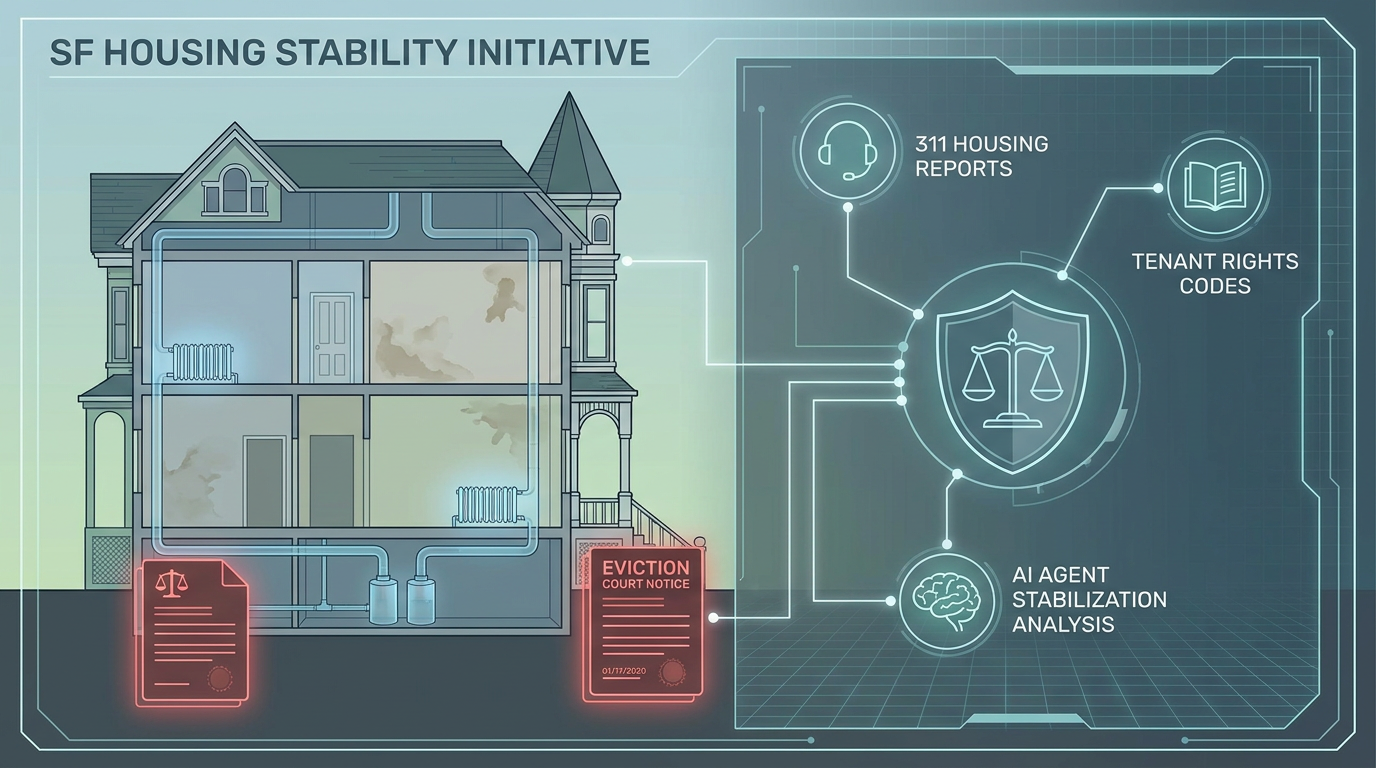 SF HOUSING STABILITY INITIATIVE
311 HOUSING
REPORTS
TENANT RIGHTS
CODES
EVICTION
COURT NOTICE
01/17/2020
AI AGENT
STABILIZATION
ANALYSIS